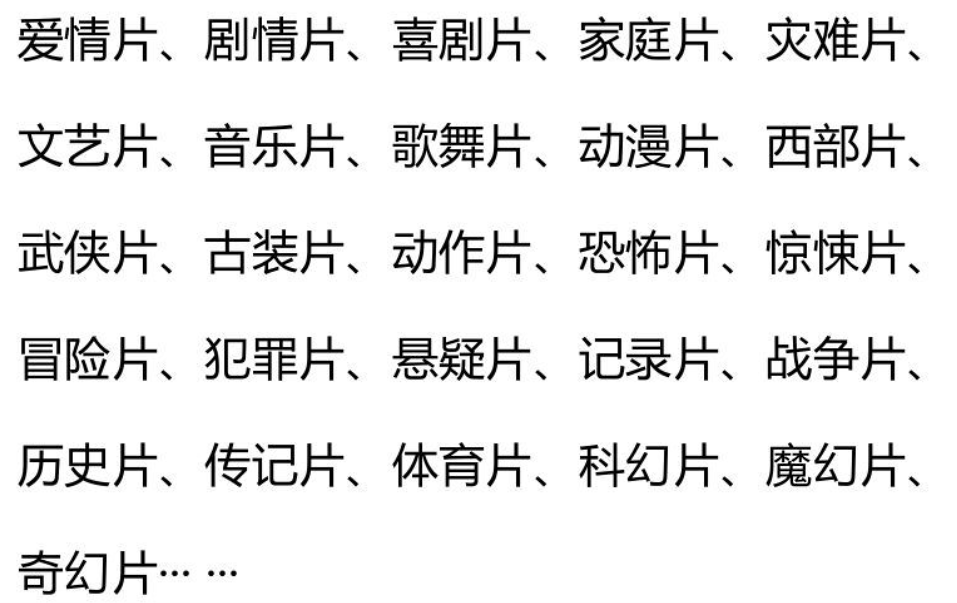 爱情片、剧情片、喜剧片、家庭片、灾难片、
文艺片、音乐片、歌舞片、动漫片、西部片、
武侠片、古装片、动作片、恐怖片、惊悚片、
冒险片、犯罪片、悬疑片、记录片、战争片、
历史片、传记片、体育片、科幻片、魔幻片、
奇幻片… …